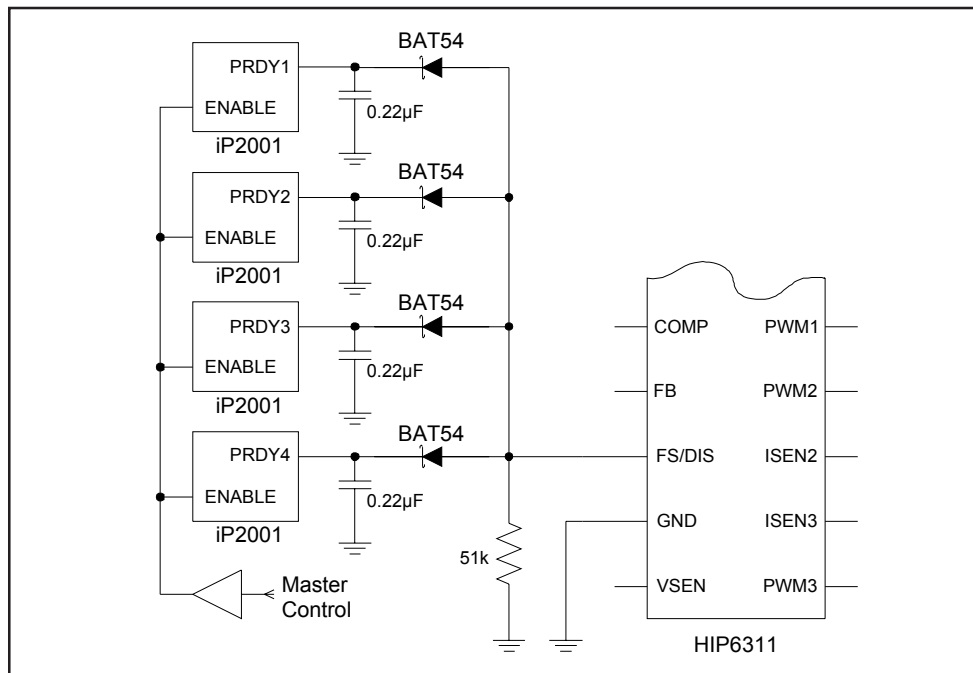 BAT54
PRDY1
ENABLE
0.22µF
iP2001
BAT54
PRDY2
ENABLE
0.22µF
iP2001
BAT54
PRDY3
ENABLE
0.22µF
iP2001
BAT54
PRDY4
ENABLE
0.22µF
iP2001
Master
Control
51k
COMP PWM1
FB PWM2
FS/DIS ISEN2
GND ISEN3
VSEN PWM3
HIP6311